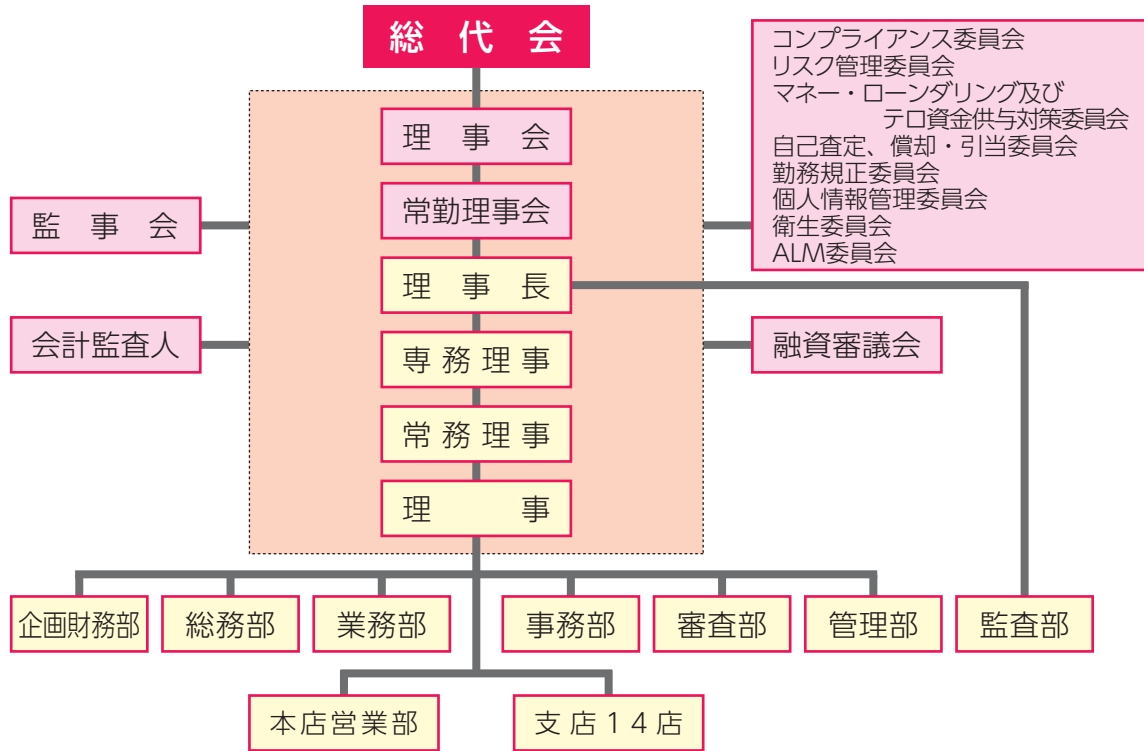 総代会
コンプライアンス委員会
リスク管理委員会
マネー・ローンダリング及び
テロ資金供与対策委員会
自己査定、償却・引当委員会
勤務規正委員会
個人情報管理委員会
衛生委員会
ALM委員会
理事会
常勤理事会
監事会
理事長
会計監査人
専務理事
融資審議会
常務理事
理事
企画財務部
総務部
業務部
事務部
審査部
管理部
監査部
本店営業部
支店14店